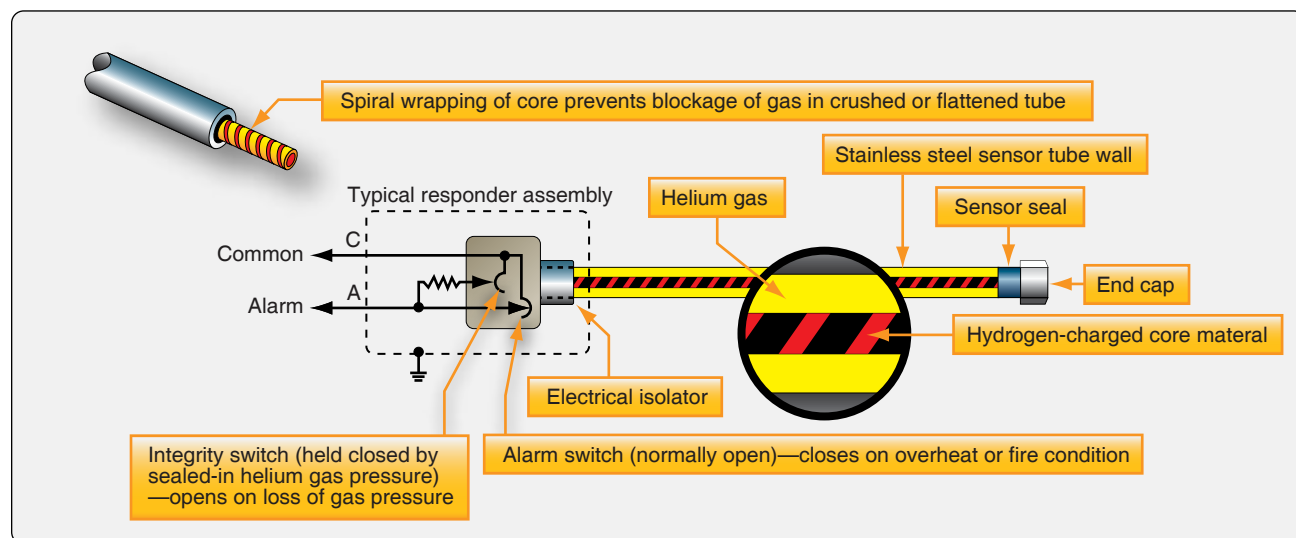 Spiral wrapping of core prevents blockage of gas in crushed or flattened tube
Stainless steel sensor tube wall
Typical responder assembly
Helium gas
Sensor seal
Common
C
End cap
Alarm
A
Hydrogen-charged core materal
Electrical isolator
Integrity switch (held closed by
sealed-in helium gas pressure)
—opens on loss of gas pressure
Alarm switch (normally open)—closes on overheat or fire condition